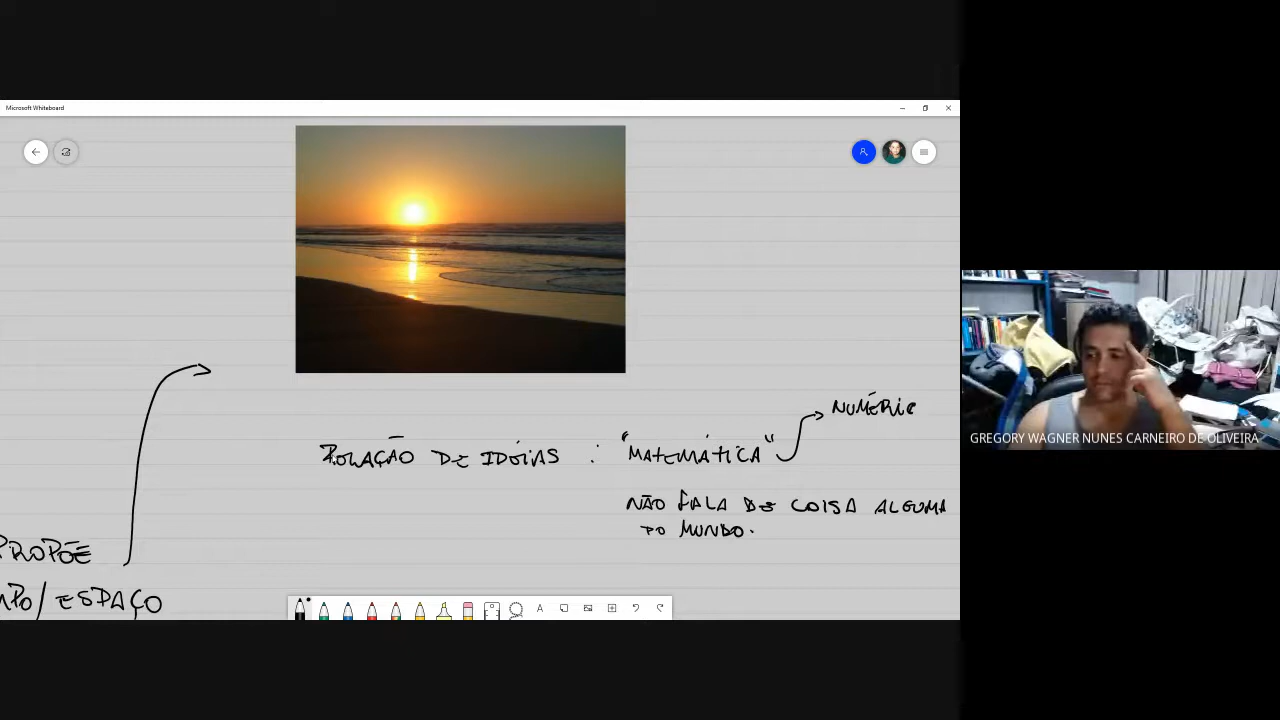 Microsoft Whiteboard
NUMÉRIC
RELAÇÃO DE IDÉIAS : "MATEMÁTICA"
NÃO FALA DE COISA ALGUMA
DO MUNDO.
PROPÕE
MPO/ESPAÇO
GREGORY WAGNER NUNES CARNEIRO DE OLIVEIRA